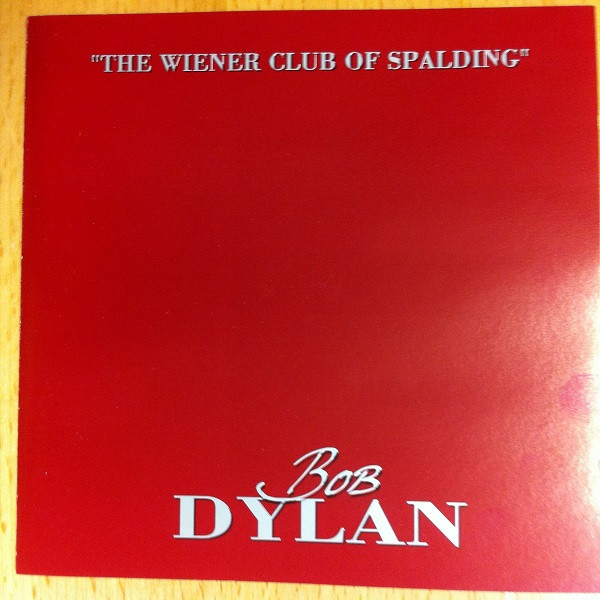 "THE WIENER CLUB OF SPALDING"
BOB
DYLAN